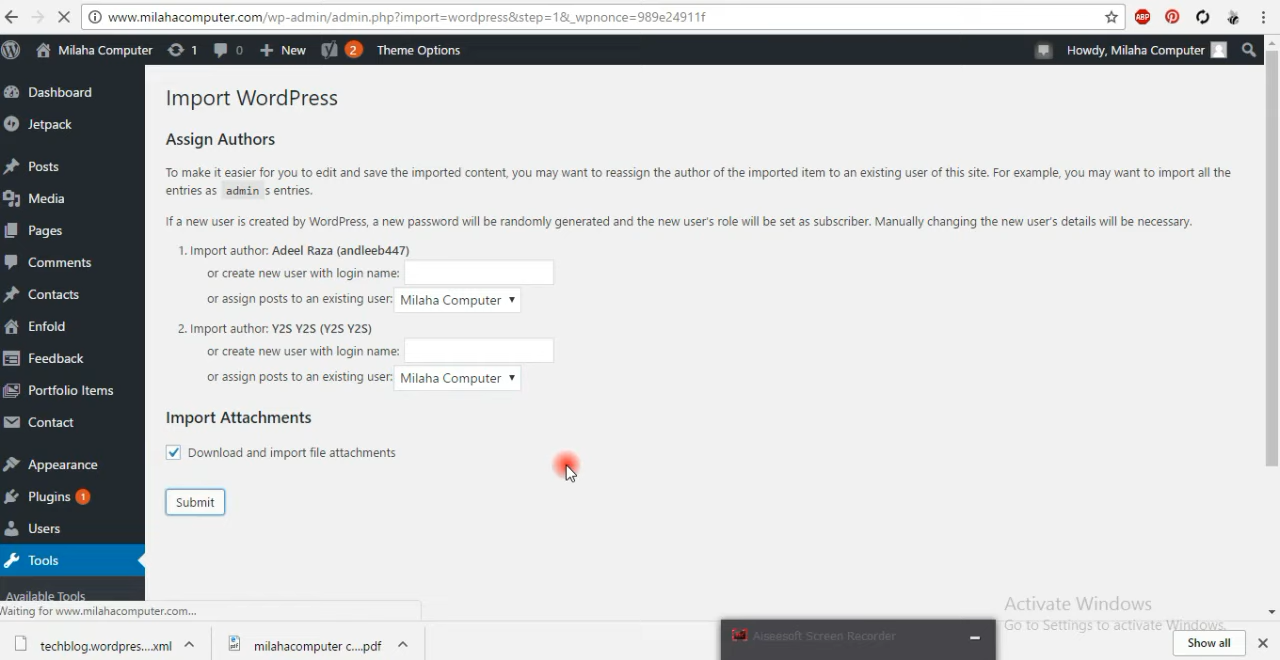 www.milahacomputer.com/wp-admin/admin.php?import=wordpress&step=1&_wpnonce=989e24911f
ABP
Milaha Computer 1 0 + New 2 Theme Options Howdy, Milaha Computer
Dashboard
Jetpack
Posts
Media
Pages
Comments
Contacts
Enfold
Feedback
Portfolio Items
Contact
Appearance
Plugins 1
Users
Tools
Available Tools
Import WordPress
Assign Authors
To make it easier for you to edit and save the imported content, you may want to reassign the author of the imported item to an existing user of this site. For example, you may want to import all the
entries as admin s entries.
If a new user is created by WordPress, a new password will be randomly generated and the new user's role will be set as subscriber. Manually changing the new user's details will be necessary.
1. Import author: Adeel Raza (andleeb447)
or create new user with login name:
or assign posts to an existing user: Milaha Computer
2. Import author: Y2S Y2S (Y2S Y2S)
or create new user with login name:
or assign posts to an existing user: Milaha Computer
Import Attachments
Download and import file attachments
Submit
Waiting for www.milahacomputer.com...
Activate Windows
Go to Settings to activate Windows.
techblog.wordpres....xml
milahacomputer c....pdf
Aiseesoft Screen Recorder
Show all